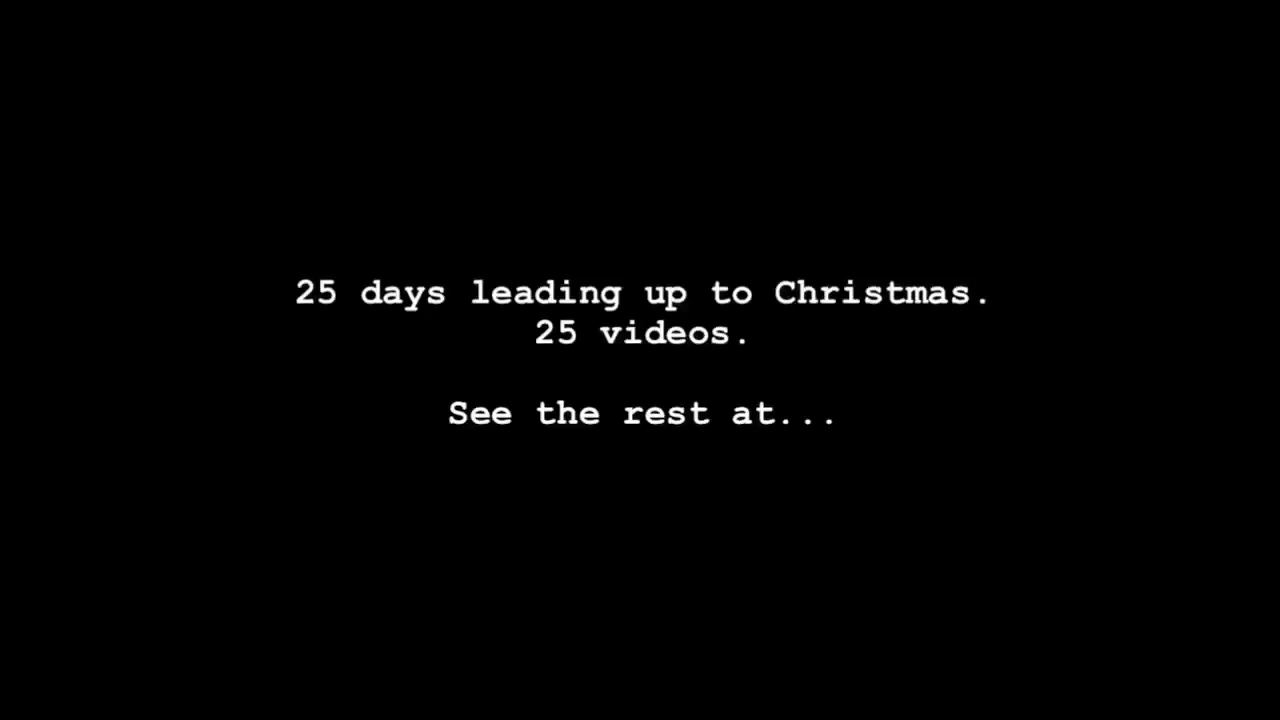 25 days leading up to Christmas.
25 videos.
See the rest at...